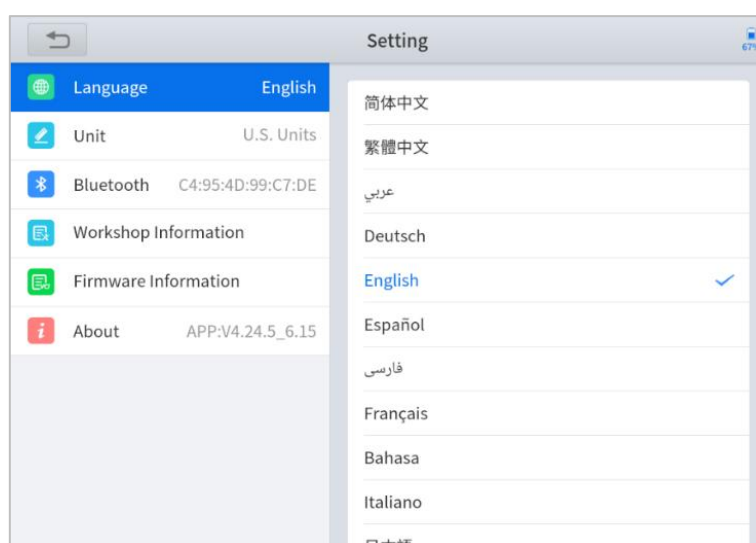 Setting
67%
Language English
Unit U.S. Units
Bluetooth C4:95:4D:99:C7:DE
Workshop Information
Firmware Information
About APP:V4.24.5_6.15
简体中文
繁體中文
عربي
Deutsch
English
Español
فارسی
Français
Bahasa
Italiano